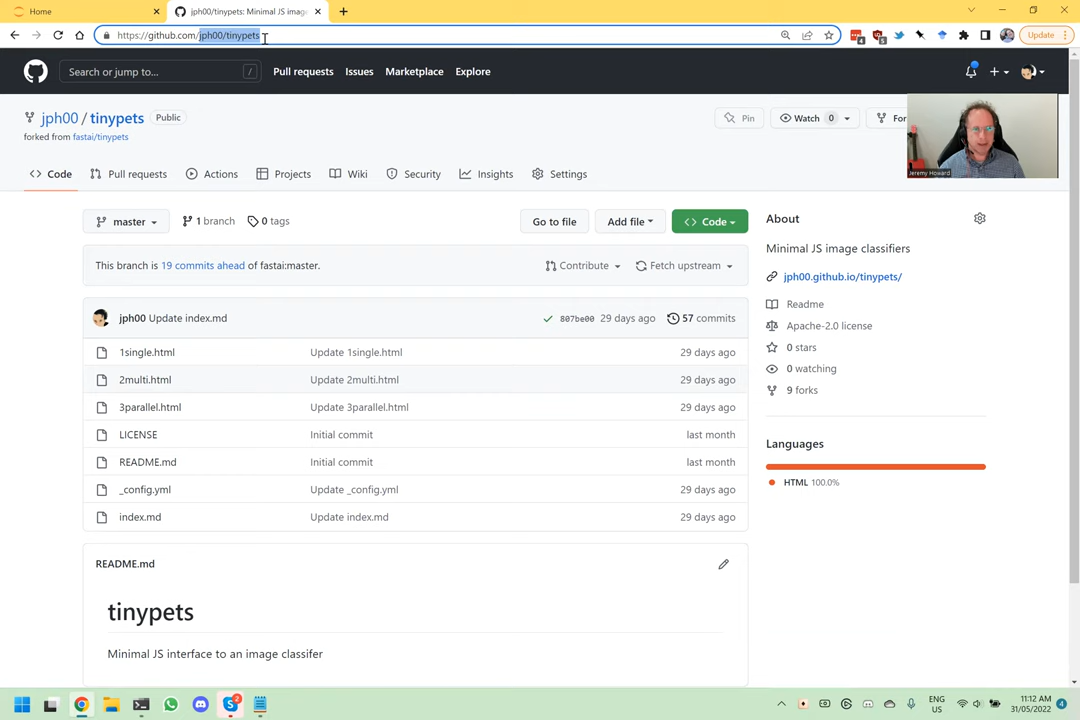 Home
jph00/tinypets: Minimal JS imag
https://github.com/jph00/tinypets
4
5
Update
Search or jump to...
/
Pull requests
Issues
Marketplace
Explore
jph00 / tinypets
Public
forked from fastai/tinypets
Pin
Watch 0
For
Jeremy Howard
Code
Pull requests
Actions
Projects
Wiki
Security
Insights
Settings
master
1 branch
0 tags
Go to file
Add file
Code
This branch is 19 commits ahead of fastai:master.
Contribute
Fetch upstream
jph00 Update index.md
807be00 29 days ago
57 commits
1single.html Update 1single.html 29 days ago
2multi.html Update 2multi.html 29 days ago
3parallel.html Update 3parallel.html 29 days ago
LICENSE Initial commit last month
README.md Initial commit last month
_config.yml Update _config.yml 29 days ago
index.md Update index.md 29 days ago
README.md
tinypets
Minimal JS interface to an image classifer
About
Minimal JS image classifiers
jph00.github.io/tinypets/
Readme
Apache-2.0 license
0 stars
0 watching
9 forks
Languages
HTML 100.0%
2
ENG
US
11:12 AM
31/05/2022
4